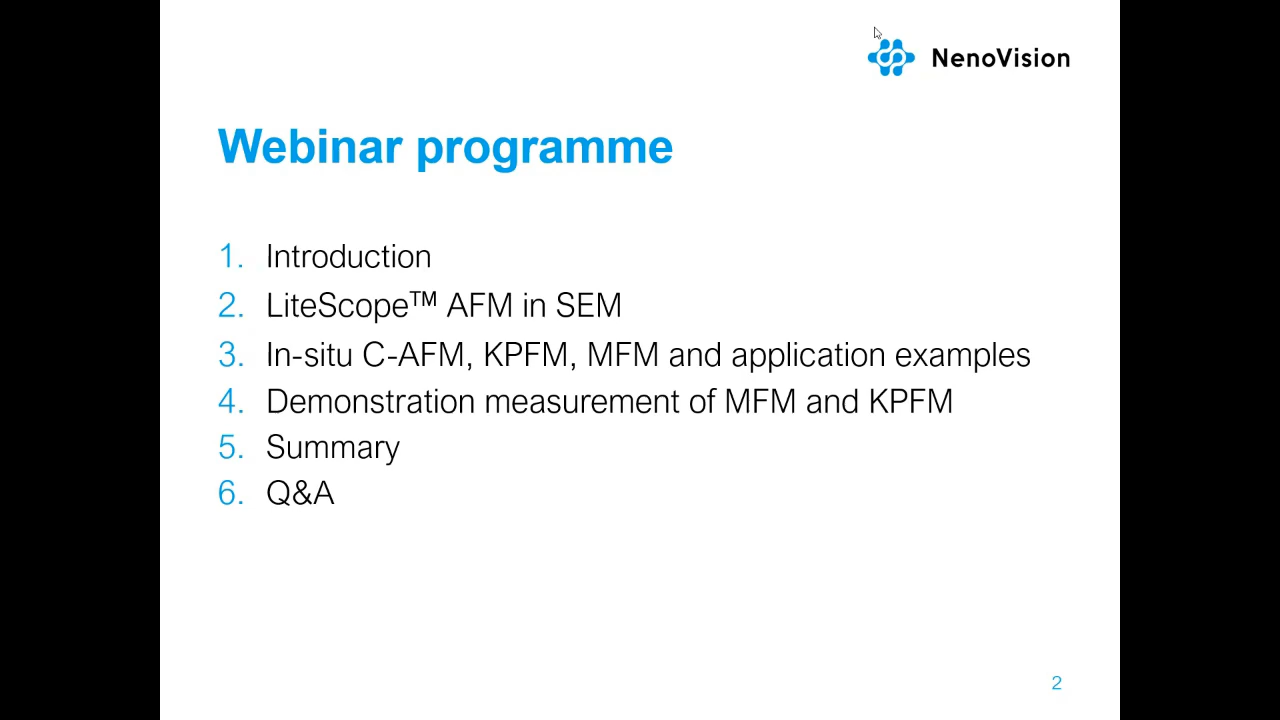 NenoVision
Webinar programme
1. Introduction
2. LiteScope™ AFM in SEM
3. In-situ C-AFM, KPFM, MFM and application examples
4. Demonstration measurement of MFM and KPFM
5. Summary
6. Q&A
2